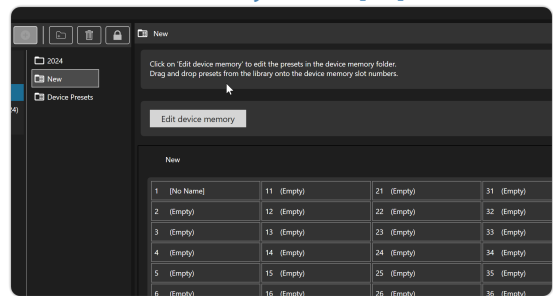 New
2024
New
Device Presets
24)
Click on 'Edit device memory' to edit the presets in the device memory folder.
Drag and drop presets from the library onto the device memory slot numbers.
Edit device memory
New
1 [No Name] 11 (Empty) 21 (Empty) 31 (Empty)
2 (Empty) 12 (Empty) 22 (Empty) 32 (Empty)
3 (Empty) 13 (Empty) 23 (Empty) 33 (Empty)
4 (Empty) 14 (Empty) 24 (Empty) 34 (Empty)
5 (Empty) 15 (Empty) 25 (Empty) 35 (Empty)
6 (Empty) 16 (Empty) 26 (Empty) 36 (Empty)